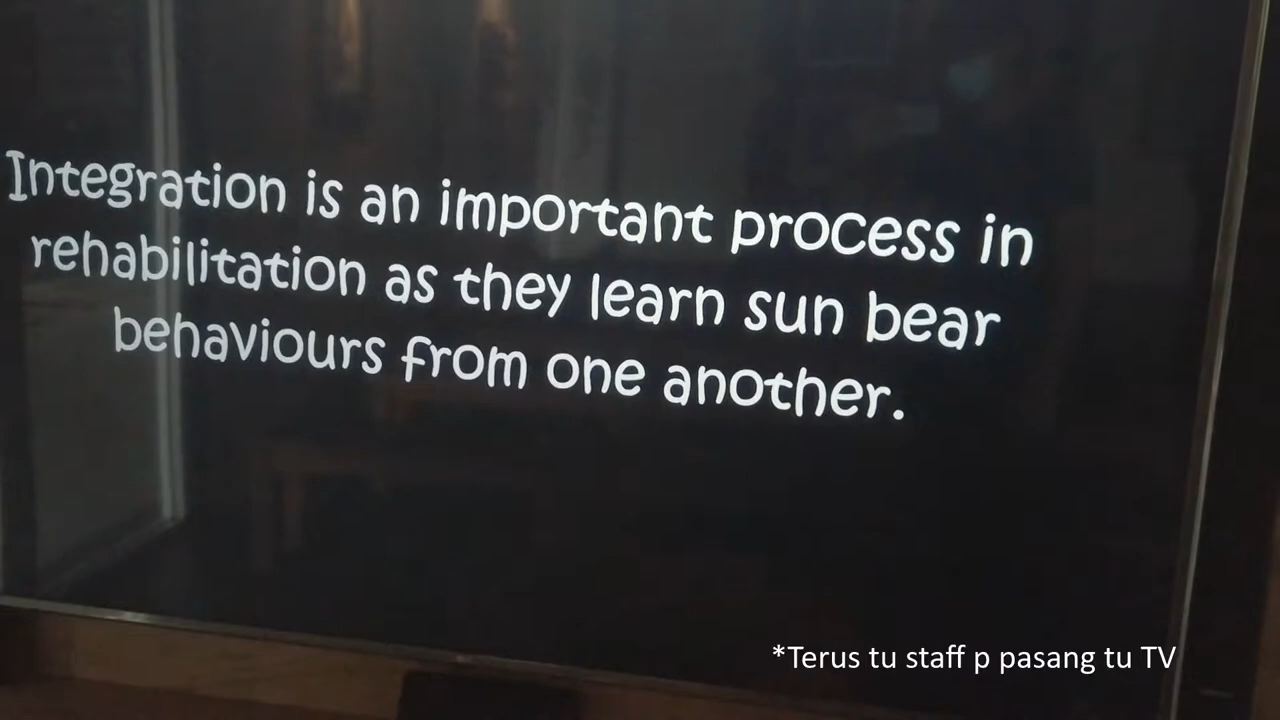 Integration is an important process in
rehabilitation as they learn sun bear
behaviours from one another.
*Terus tu staff p pasang tu TV